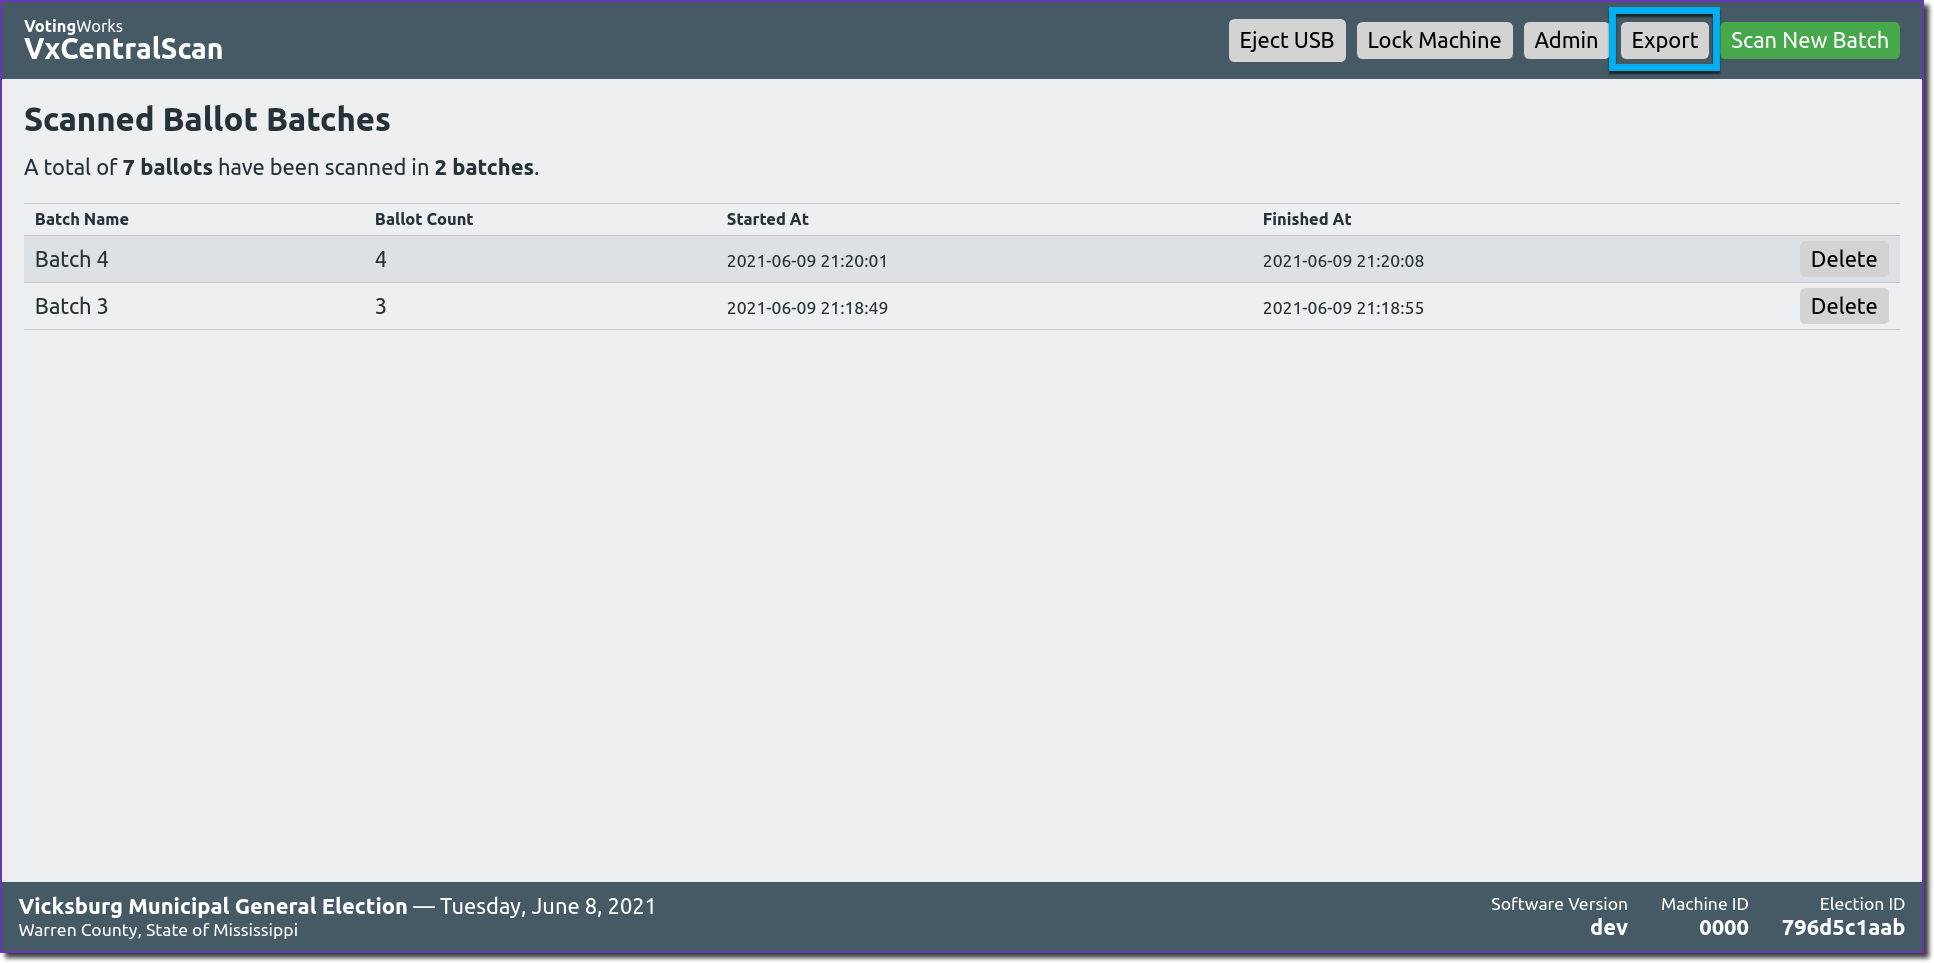 VotingWorks
VxCentralScan
Eject USB
Lock Machine
Admin
Export
Scan New Batch
Scanned Ballot Batches
A total of 7 ballots have been scanned in 2 batches.
Batch Name Ballot Count Started At Finished At
Batch 4 4 2021-06-09 21:20:01 2021-06-09 21:20:08 Delete
Batch 3 3 2021-06-09 21:18:49 2021-06-09 21:18:55 Delete
Vicksburg Municipal General Election — Tuesday, June 8, 2021
Warren County, State of Mississippi
Software Version
dev
Machine ID
0000
Election ID
796d5c1aab